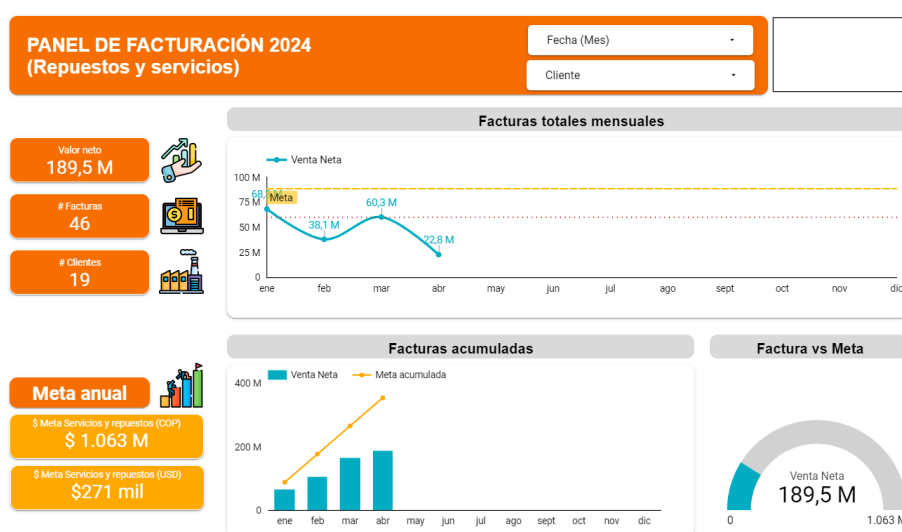 PANEL DE FACTURACIÓN 2024
(Repuestos y servicios)
Fecha (Mes)
Cliente
Valor neto
189,5 M
# Facturas
46
# Clientes
19
Facturas totales mensuales
Venta Neta
100 M
75 M
50 M
25 M
0
Meta
38,1 M
60,3 M
22,8 M
ene feb mar abr may jun jul ago sept oct nov
Meta anual
$ Meta Servicios y repuestos (COP)
$ 1.063 M
$ Meta Servicios y repuestos (USD)
$271 mil
Facturas acumuladas
Venta Neta Meta acumulada
400 M
200 M
0
ene feb mar abr may jun jul ago sept oct nov dic
Factura vs Meta
Venta Neta
189,5 M
0 1.063 M